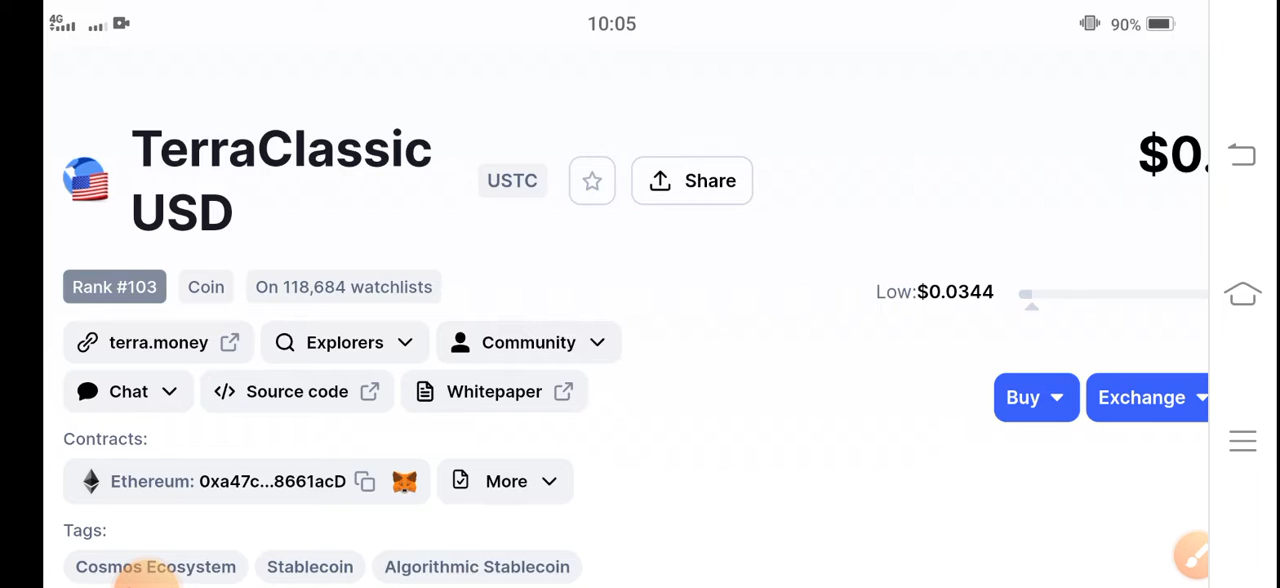 4G 10:05 90%
TerraClassic
USD
USTC Share
$0.
Rank #103 Coin On 118,684 watchlists
Low:$0.0344
terra.money Explorers Community
Chat Source code Whitepaper
Buy Exchange
Contracts:
Ethereum: 0xa47c...8661acD More
Tags:
Cosmos Ecosystem Stablecoin Algorithmic Stablecoin